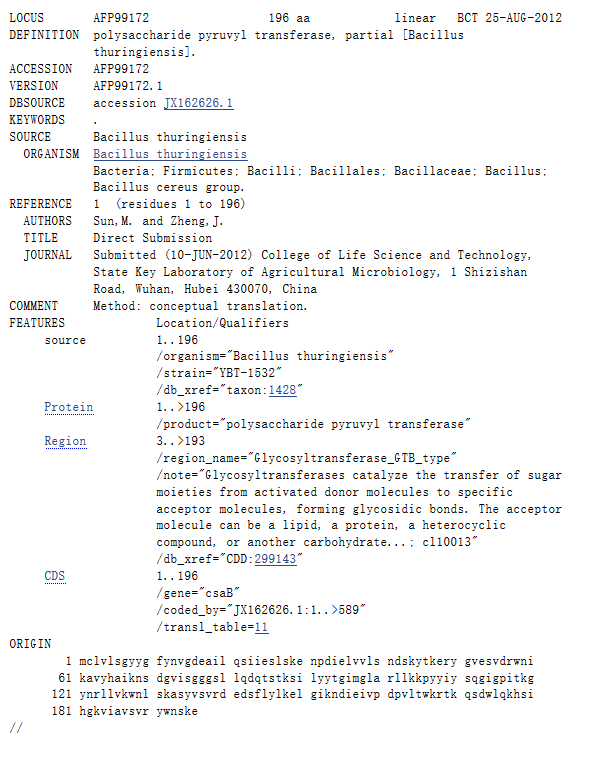 LOCUS AFP99172 196 aa linear BCT 25-AUG-2012
DEFINITION polysaccharide pyruvyl transferase, partial [Bacillus
thuringiensis].
ACCESSION AFP99172
VERSION AFP99172.1
DBSOURCE accession JX162626.1
KEYWORDS .
SOURCE Bacillus thuringiensis
ORGANISM Bacillus thuringiensis
Bacteria; Firmicutes; Bacilli; Bacillales; Bacillaceae; Bacillus;
Bacillus cereus group.
REFERENCE 1 (residues 1 to 196)
AUTHORS Sun,M. and Zheng,J.
TITLE Direct Submission
JOURNAL Submitted (10-JUN-2012) College of Life Science and Technology,
State Key Laboratory of Agricultural Microbiology, 1 Shizishan
Road, Wuhan, Hubei 430070, China
COMMENT Method: conceptual translation.
FEATURES Location/Qualifiers
source 1..196
/organism="Bacillus thuringiensis"
/strain="YBT-1532"
/db_xref="taxon:1428"
Protein 1..>196
/product="polysaccharide pyruvyl transferase"
Region 3..>193
/region_name="Glycosyltransferase_GTB_type"
/note="Glycosyltransferases catalyze the transfer of sugar
moieties from activated donor molecules to specific
acceptor molecules, forming glycosidic bonds. The acceptor
molecule can be a lipid, a protein, a heterocyclic
compound, or another carbohydrate...; cl10013"
/db_xref="CDD:299143"
CDS 1..196
/gene="csaB"
/coded_by="JX162626.1:1..>589"
/transl_table=11
ORIGIN
1 mclvlsgyyg fynvgdeail qsiieslske npdielvvls ndskytkery gvesvdrwni
61 kavyhaikns dgvisgggsl lqdqtstksi lyytgimgla rllkkpyyiy sqgigpitkg
121 ynrllvkwnl skasyvsvrd edsflylkel gikndieivp dpvltwkrtk qsdwlqkhsi
181 hgkviavsvr ywnske
//